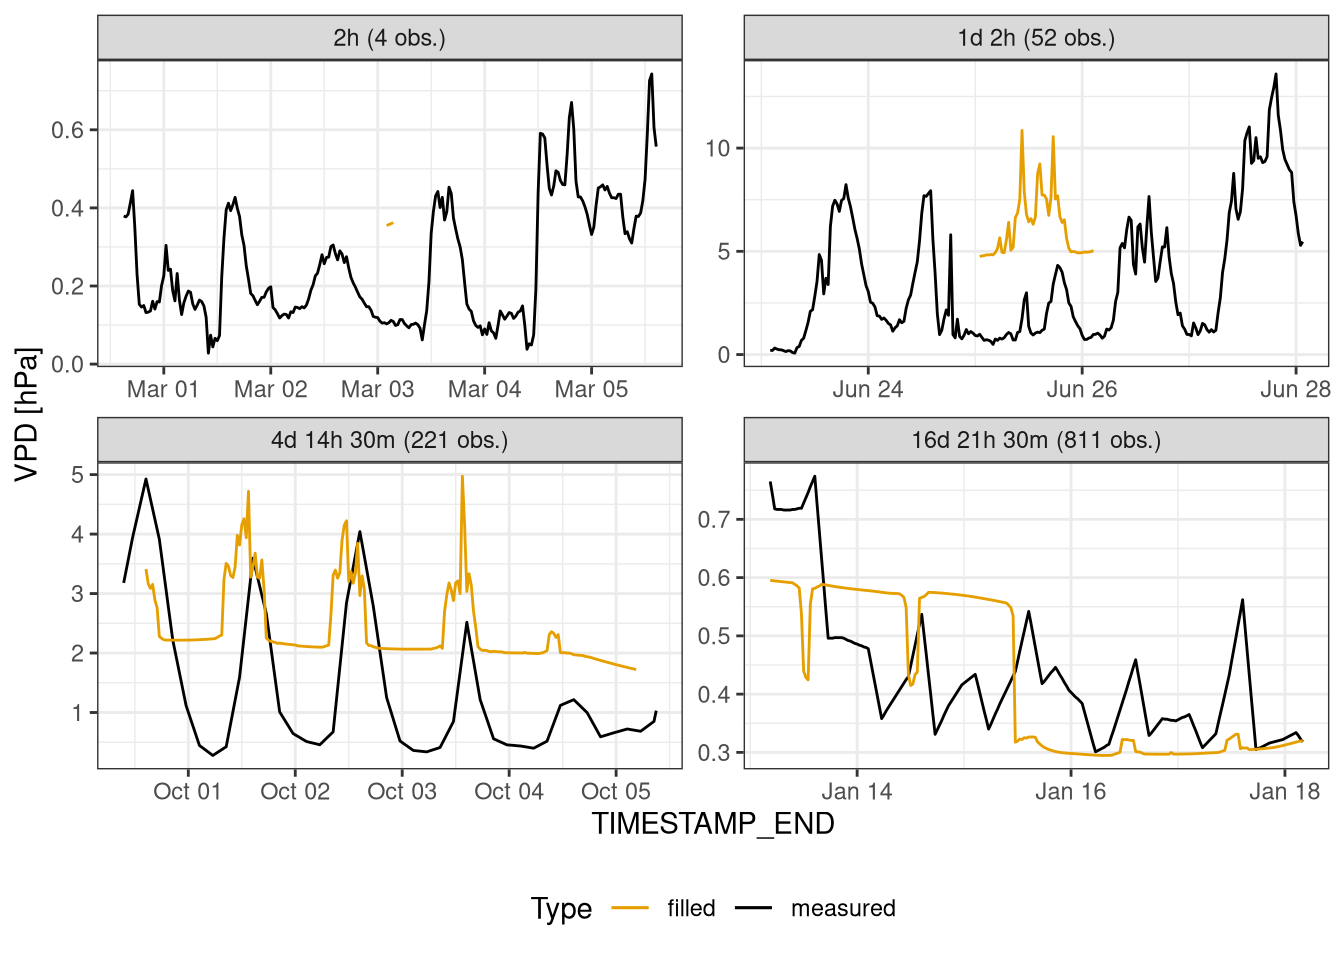 2h (4 obs.)
1d 2h (52 obs.)
0.6
0.4
0.2
0.0
10
5
0
Mar 01 Mar 02 Mar 03 Mar 04 Mar 05
Jun 24 Jun 26 Jun 28
VPD [hPa]
4d 14h 30m (221 obs.)
16d 21h 30m (811 obs.)
5
4
3
2
1
0.7
0.6
0.5
0.4
0.3
Oct 01 Oct 02 Oct 03 Oct 04 Oct 05
Jan 14 Jan 16 Jan 18
TIMESTAMP_END
Type filled measured